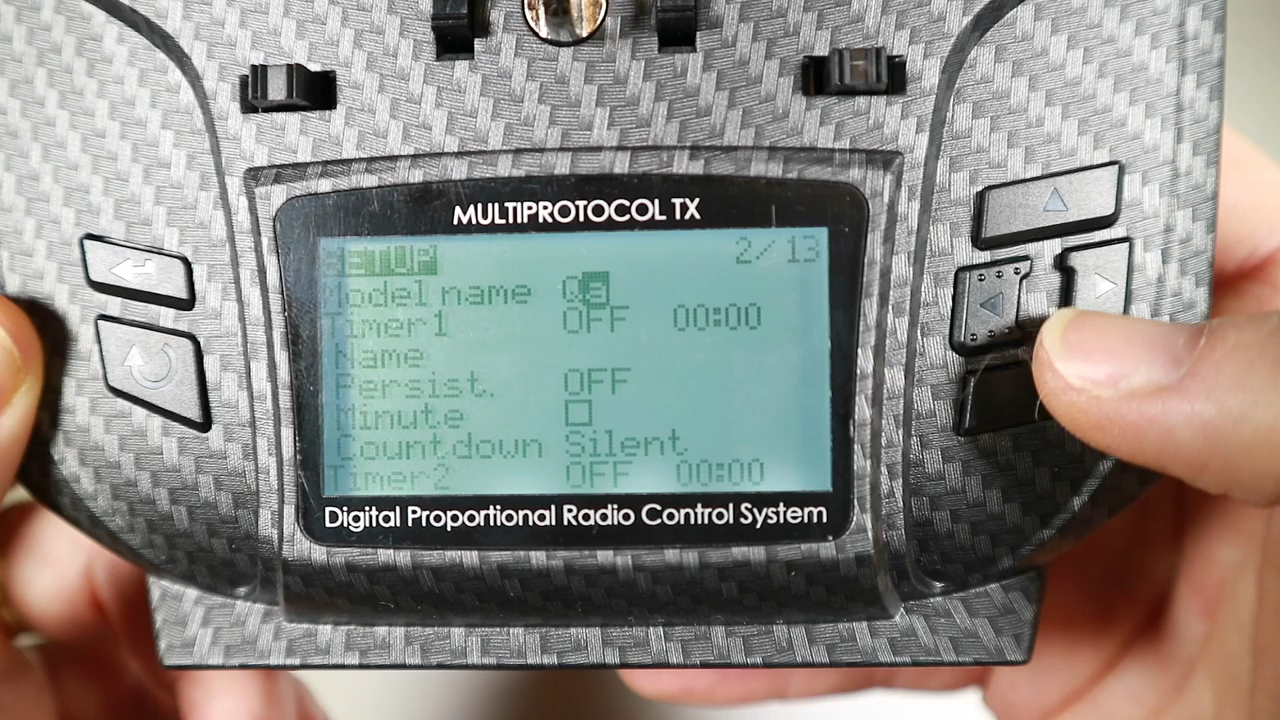 MULTIPROTOCOL TX
SETUP 2/13
Model name Qe
Timer1 OFF 00:00
Name
Persist. OFF
Minute
Countdown Silent
Timer2 OFF 00:00
Digital Proportional Radio Control System